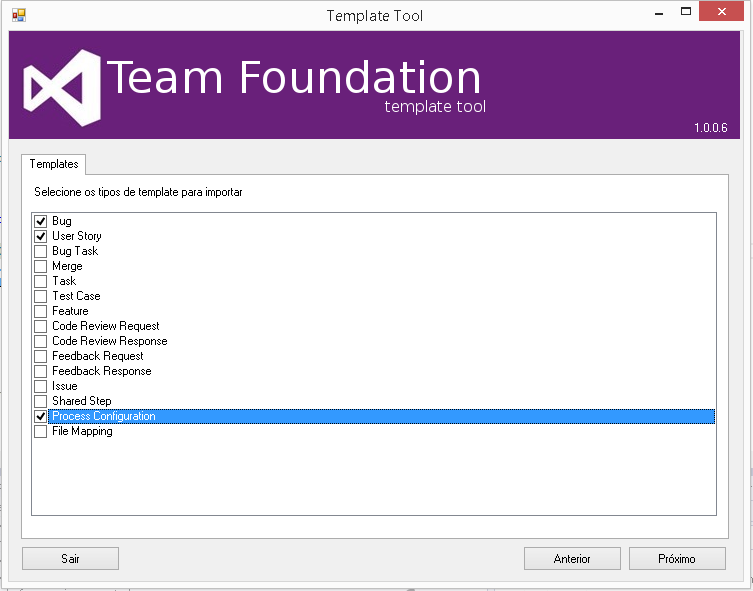 Template Tool
Team Foundation
template tool
1.0.0.6
Templates
Selecione os tipos de template para importar
Bug
User Story
Bug Task
Merge
Task
Test Case
Feature
Code Review Request
Code Review Response
Feedback Request
Feedback Response
Issue
Shared Step
Process Configuration
File Mapping
Sair
Anterior
Próximo